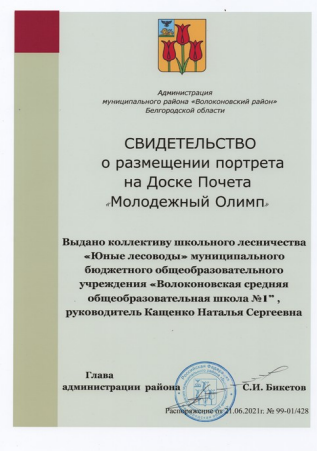 Администрация
муниципального района «Волоконовский район»
Белгородской области
СВИДЕТЕЛЬСТВО
о размещении портрета
на Доске Почета
«Молодежный Олимп»
Выдано коллективу школьного лесничества
«Юные лесоводы» муниципального
бюджетного общеобразовательного
учреждения «Волоконовская средняя
общеобразовательная школа №1",
руководитель Кащенко Наталья Сергеевна
Глава
администрации района С.И. Бикетов
Распоряжение от 21.06.2021г. № 99-01/428